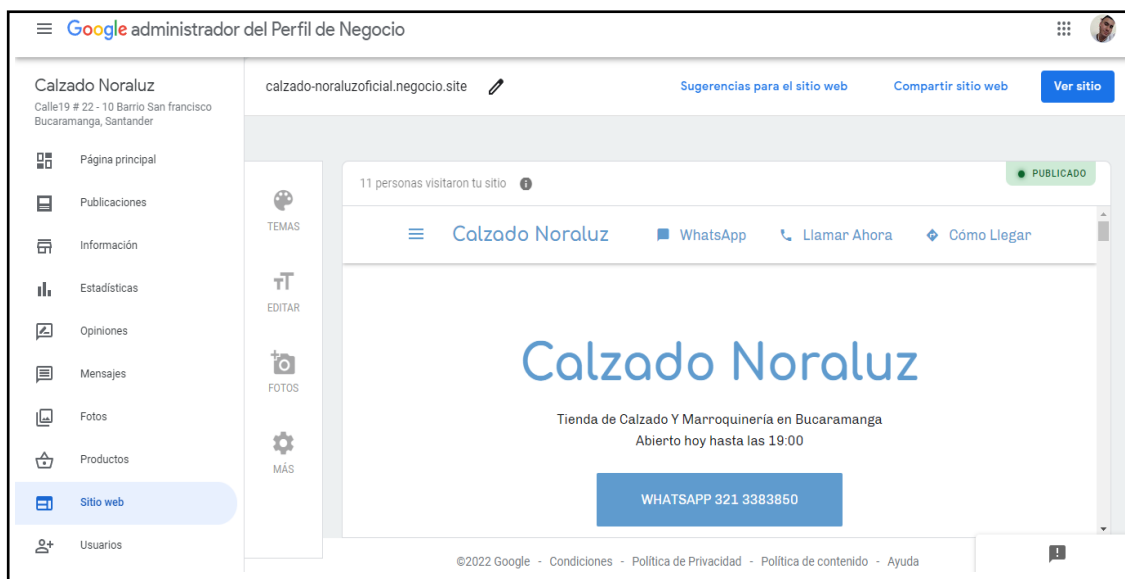 Google administrador del Perfil de Negocio
Calzado Noraluz
Calle19 # 22 - 10 Barrio San francisco
Bucaramanga, Santander
Página principal
Publicaciones
Información
Estadísticas
Opiniones
Mensajes
Fotos
Productos
Sitio web
Usuarios
calzado-noraluzoficial.negocio.site
Sugerencias para el sitio web
Compartir sitio web
Ver sitio
TEMAS
EDITAR
FOTOS
MÁS
11 personas visitaron tu sitio
PUBLICADO
Calzado Noraluz
WhatsApp
Llamar Ahora
Cómo Llegar
Calzado Noraluz
Tienda de Calzado Y Marroquinería en Bucaramanga
Abierto hoy hasta las 19:00
WHATSAPP 321 3383850
©2022 Google - Condiciones - Política de Privacidad - Política de contenido - Ayuda